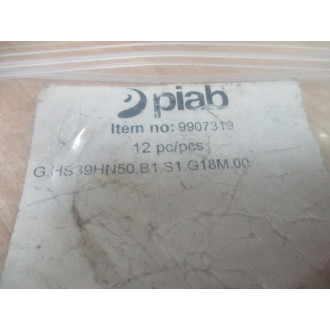 piab
Item no: 9907319
12 pc/pcs
G.HS39HN50.B1.S1.G18M.00